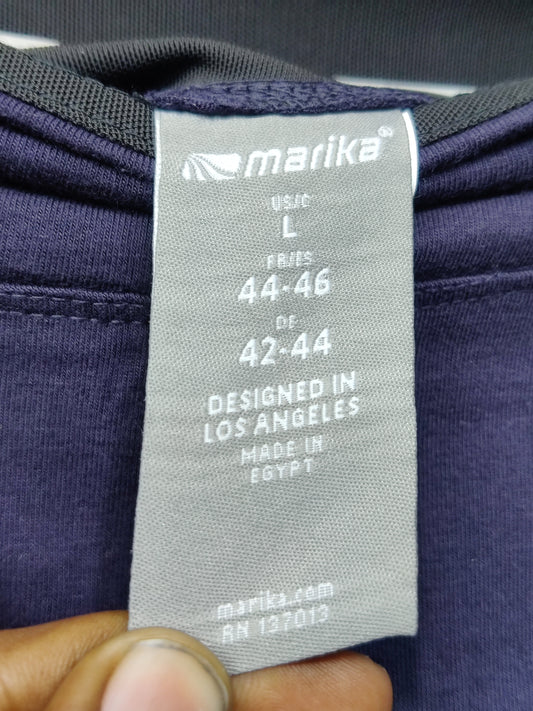 marika®
US/C
L
FR/ES
44-46
DE
42-44
DESIGNED IN
LOS ANGELES
MADE IN
EGYPT
marika.com
RN 137013